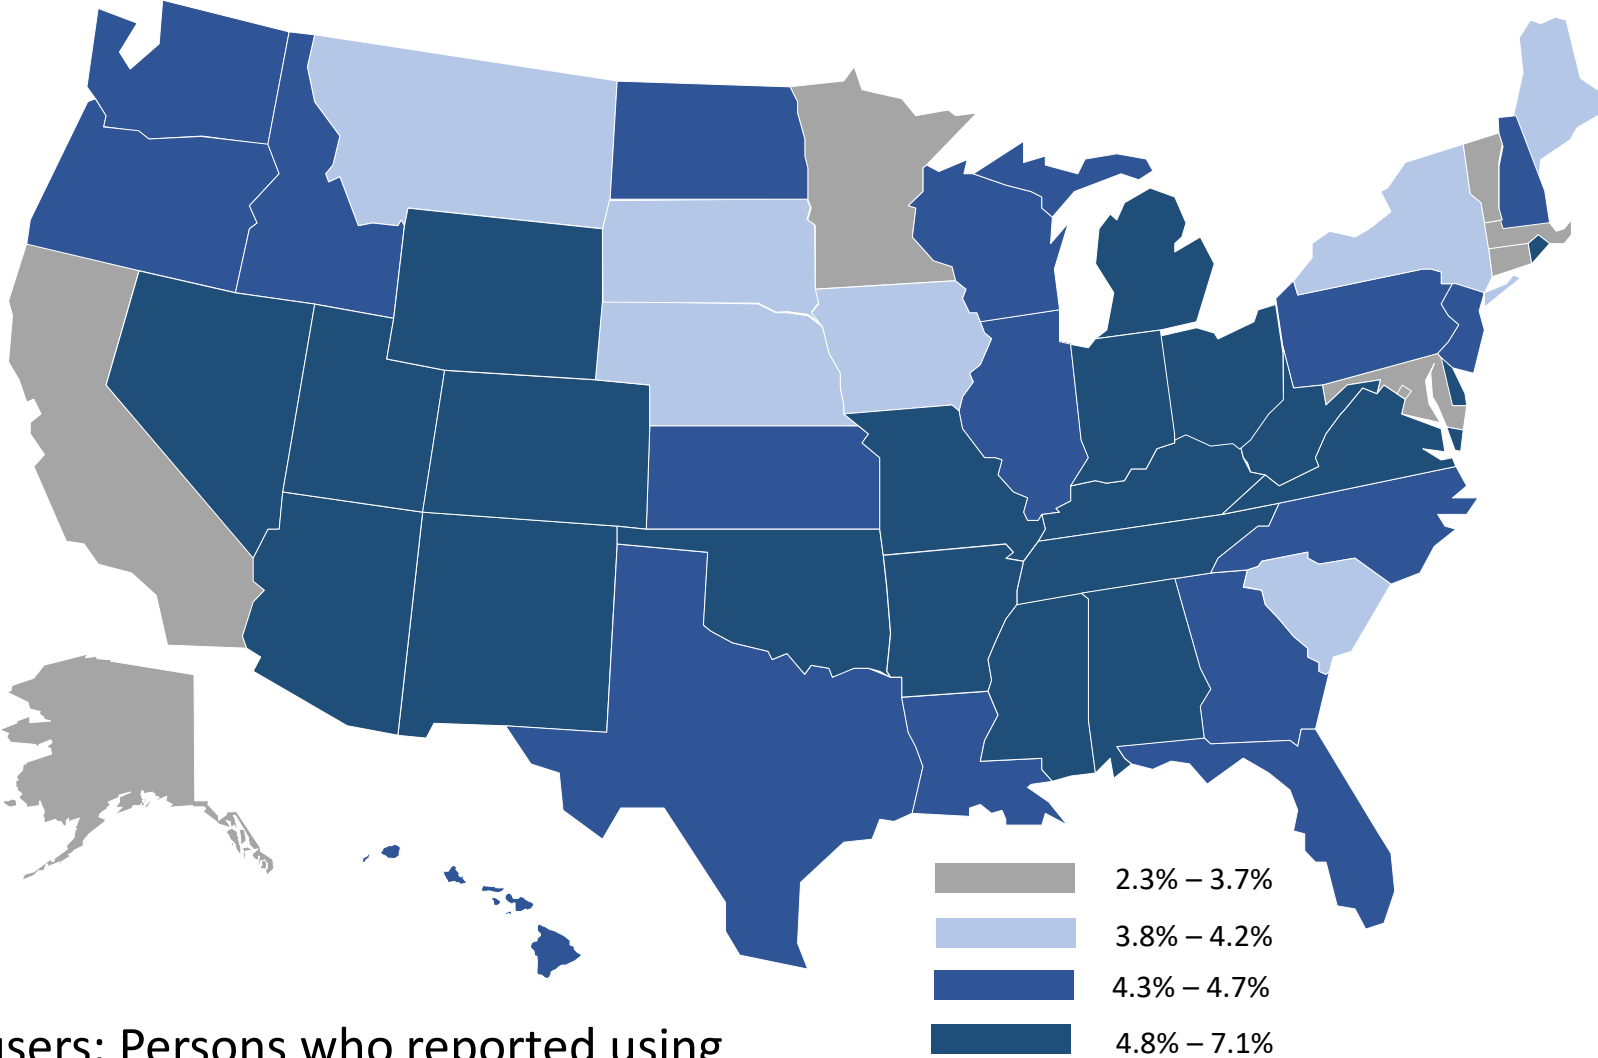 2.3% – 3.7%
3.8% – 4.2%
4.3% – 4.7%
4.8% – 7.1%
users: Persons who reported using